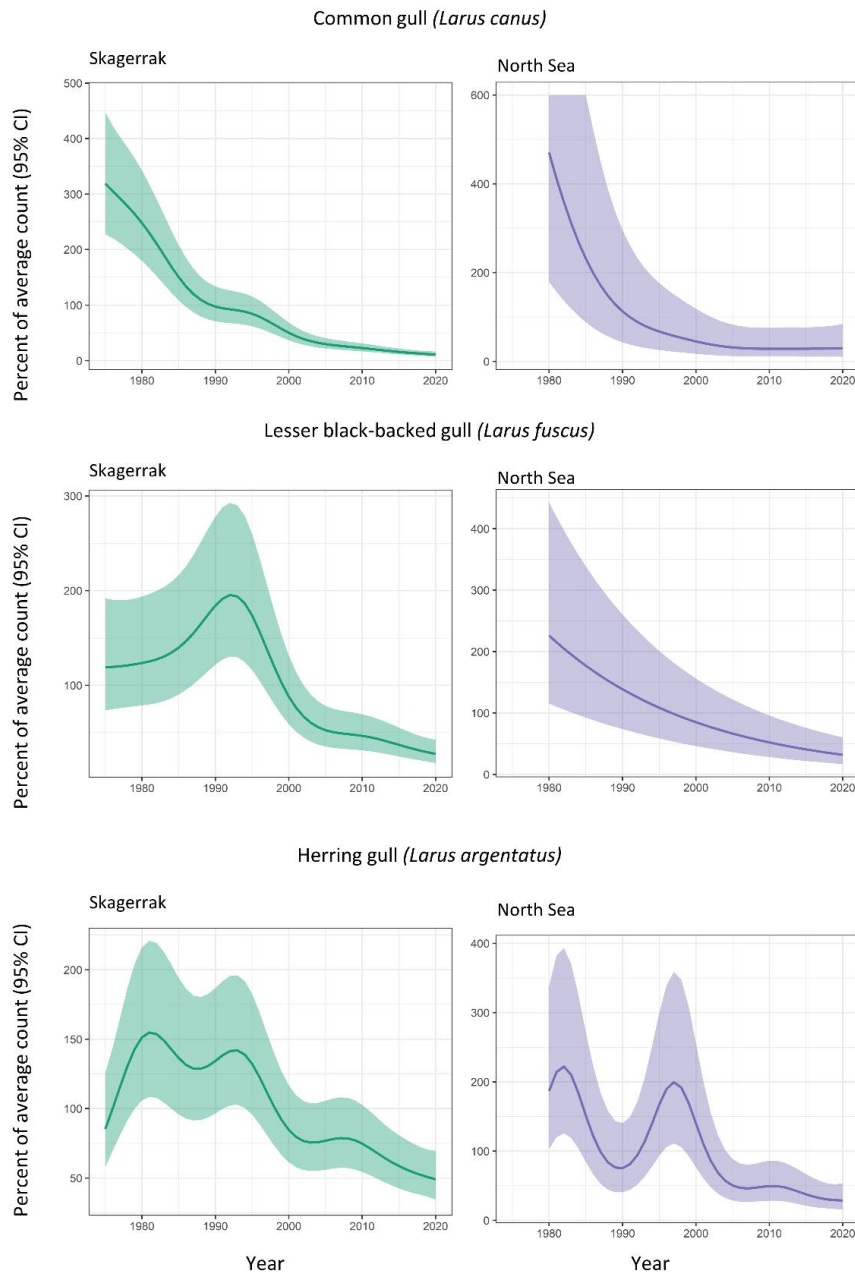 Common gull (Larus canus)
Skagerrak
North Sea
Percent of average count (95% CI)
500
400
300
200
100
0
1980 1990 2000 2010 2020
600
400
200
0
1980 1990 2000 2010 2020
Lesser black-backed gull (Larus fuscus)
Skagerrak
North Sea
Percent of average count (95% CI)
300
200
100
1980 1990 2000 2010 2020
400
300
200
100
0
1980 1990 2000 2010 2020
Herring gull (Larus argentatus)
Skagerrak
North Sea
Percent of average count (95% CI)
200
150
100
50
1980 1990 2000 2010 2020
400
300
200
100
0
1980 1990 2000 2010 2020
Year
Year